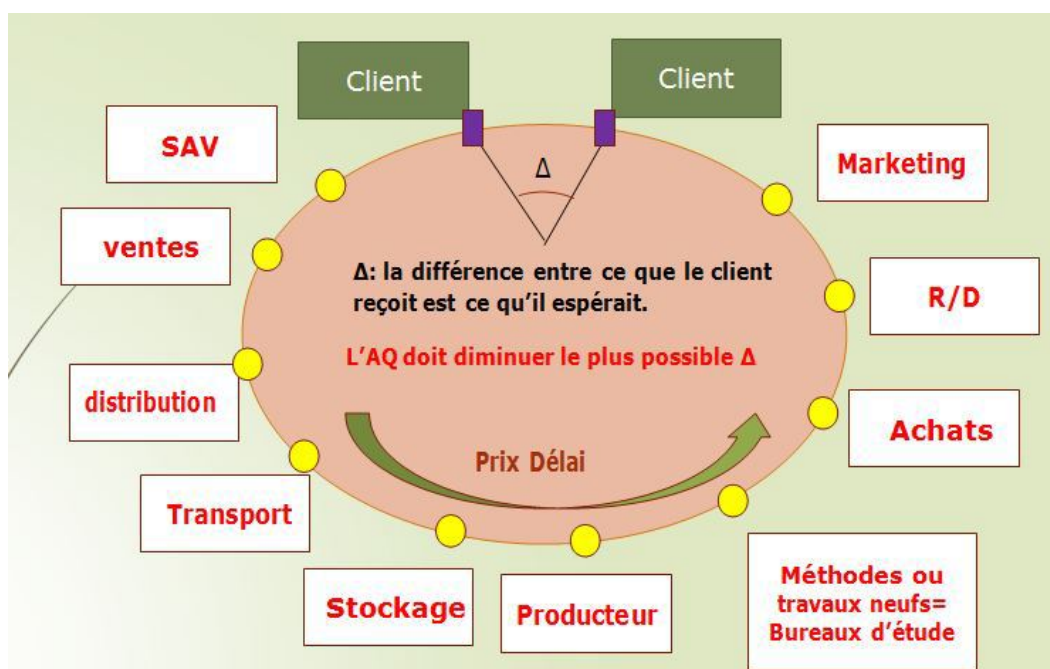 Client
Client
SAV
Marketing
ventes
R/D
Δ
Δ: la différence entre ce que le client
reçoit est ce qu'il espérait.
L'AQ doit diminuer le plus possible Δ
distribution
Achats
Prix Délai
Transport
Stockage
Producteur
Méthodes ou
travaux neufs=
Bureaux d'étude